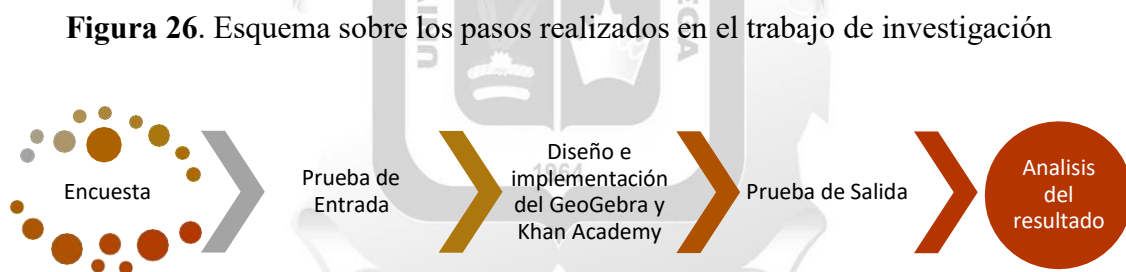 Figura 26. Esquema sobre los pasos realizados en el trabajo de investigación
Encuesta
Prueba de
Entrada
Diseño e
implementación
del GeoGebra y
Khan Academy
Prueba de Salida
Analisis
del
resultado